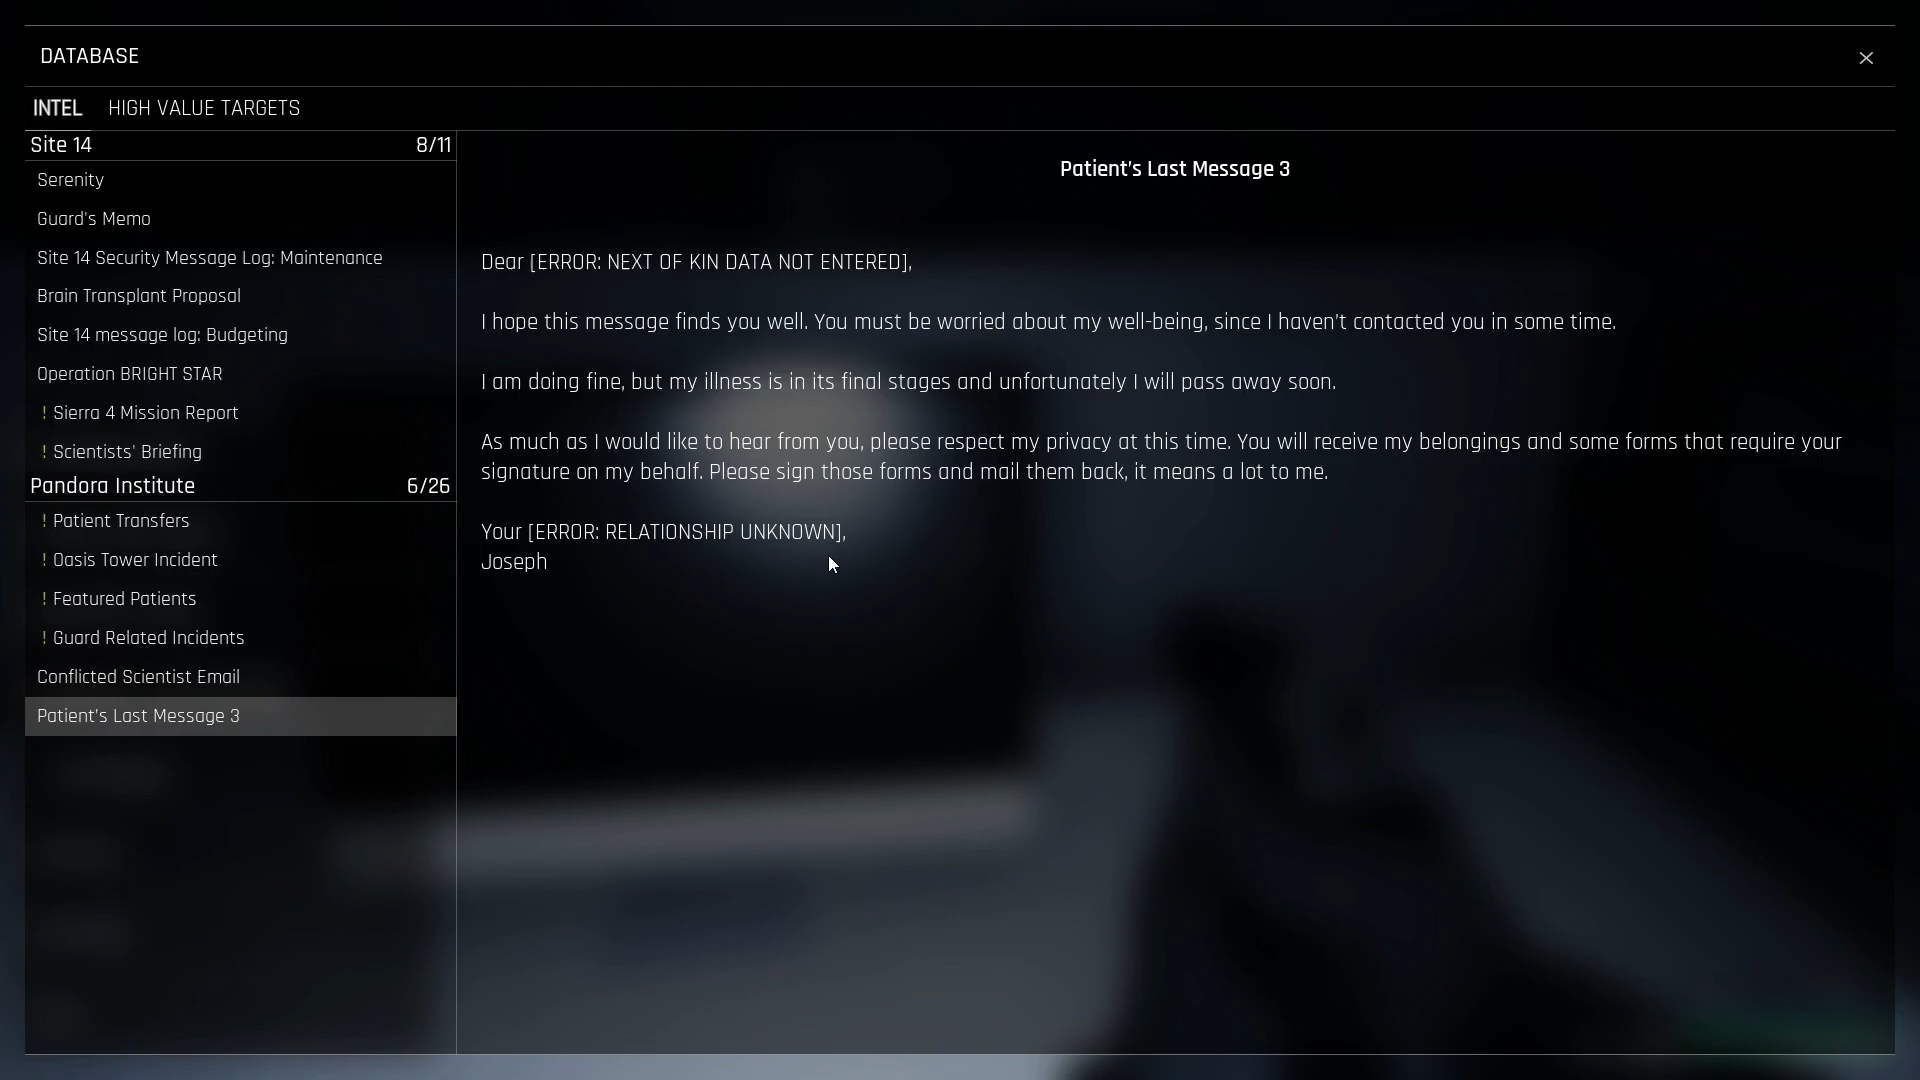 DATABASE
INTEL HIGH VALUE TARGETS
Site 14 8/11
Serenity
Guard's Memo
Site 14 Security Message Log: Maintenance
Brain Transplant Proposal
Site 14 message log: Budgeting
Operation BRIGHT STAR
! Sierra 4 Mission Report
! Scientists' Briefing
Pandora Institute 6/26
! Patient Transfers
! Oasis Tower Incident
! Featured Patients
! Guard Related Incidents
Conflicted Scientist Email
Patient's Last Message 3
Patient's Last Message 3
Dear [ERROR: NEXT OF KIN DATA NOT ENTERED],
I hope this message finds you well. You must be worried about my well-being, since I haven't contacted you in some time.
I am doing fine, but my illness is in its final stages and unfortunately I will pass away soon.
As much as I would like to hear from you, please respect my privacy at this time. You will receive my belongings and some forms that require your
signature on my behalf. Please sign those forms and mail them back, it means a lot to me.
Your [ERROR: RELATIONSHIP UNKNOWN],
Joseph